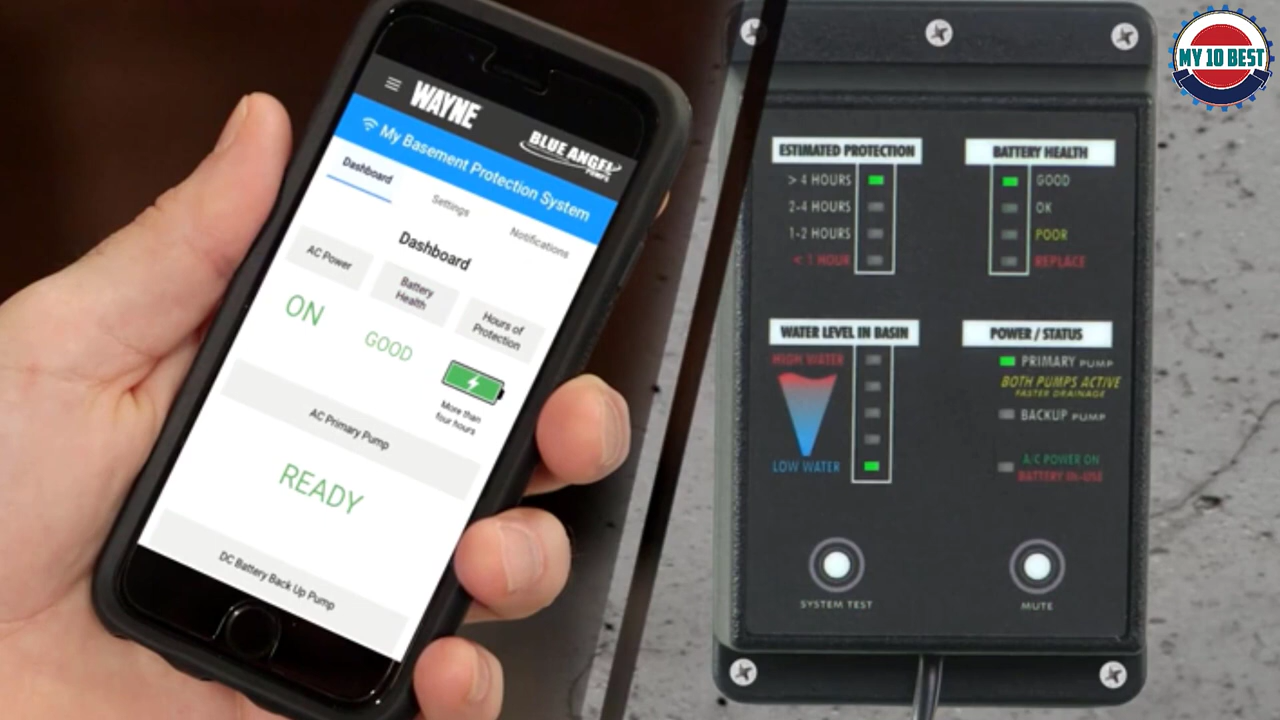 WAYNE
BLUE ANGEL
PUMPS
My Basement Protection System
Dashboard
Settings
Notifications
Dashboard
AC Power
Battery
Health
Hours of
Protection
ON
GOOD
More than
four hours
AC Primary Pump
READY
DC Battery Back Up Pump
ESTIMATED PROTECTION
> 4 HOURS
2-4 HOURS
1-2 HOURS
< 1 HOUR
BATTERY HEALTH
GOOD
OK
POOR
REPLACE
WATER LEVEL IN BASIN
HIGH WATER
LOW WATER
POWER / STATUS
PRIMARY PUMP
BOTH PUMPS ACTIVE
FASTER DRAINAGE
BACKUP PUMP
A/C POWER ON
BATTERY IN-USE
SYSTEM TEST
MUTE
MY 10 BEST